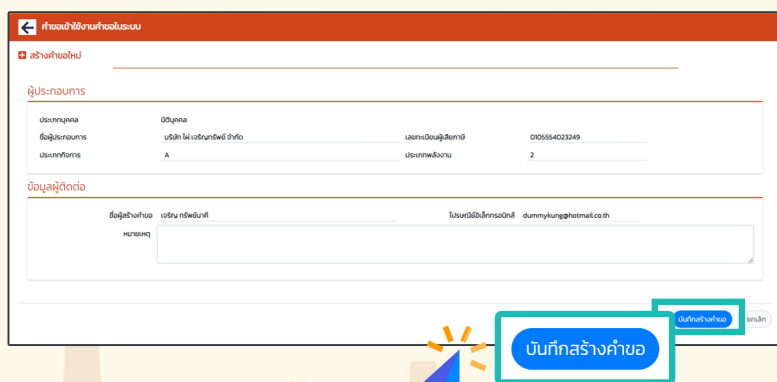 คำขอเข้าใช้งานคำขอในระบบ
สร้างคำขอใหม่
ผู้ประกอบการ
ประเภทบุคคล นิติบุคคล
ชื่อผู้ประกอบการ บริษัท ไผ่ เจริญทรัพย์ จำกัด เลขทะเบียนผู้เสียภาษี 0105554023249
ประเภทกิจการ A ประเภทพลังงาน 2
ข้อมูลผู้ติดต่อ
ชื่อผู้สร้างคำขอ เจริญ ทรัพย์นาคี ไปรษณีย์อิเล็กทรอนิกส์ dummykung@hotmail.co.th
หมายเหตุ
บันทึกสร้างคำขอ ยกเลิก
บันทึกสร้างคำขอ